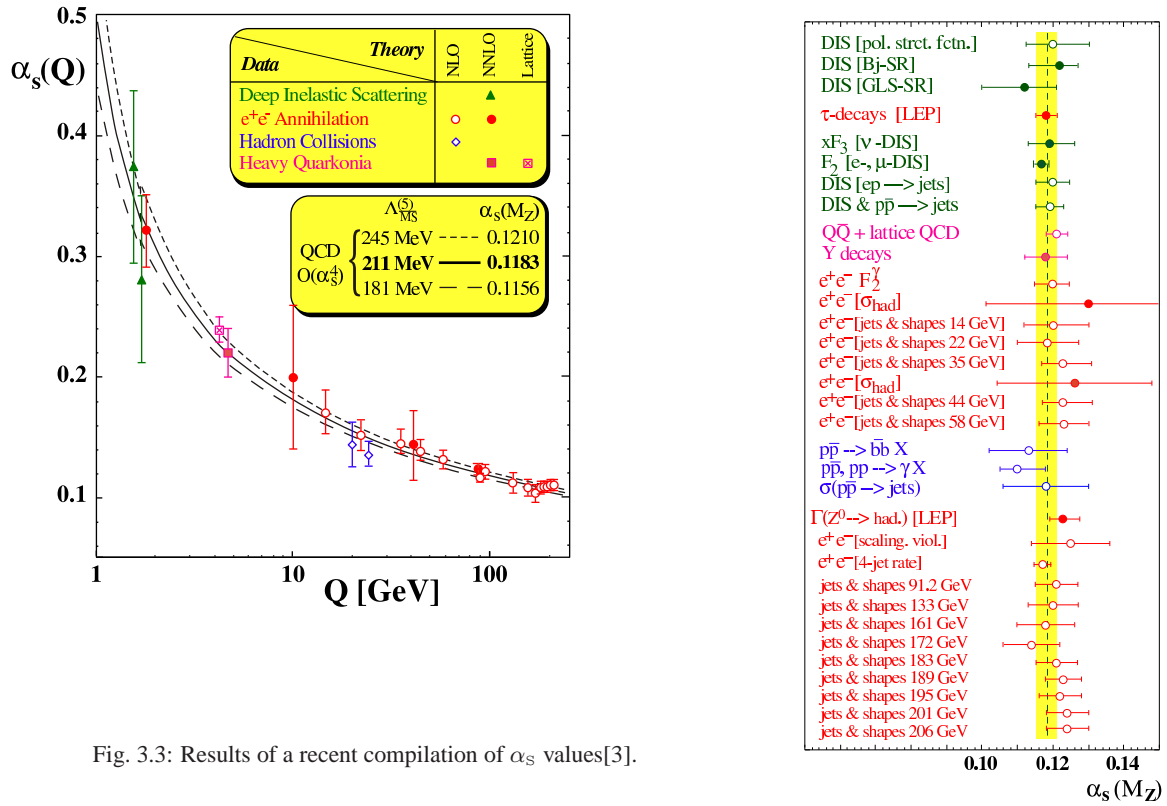 0.5
α_s(Q)
0.4
0.3
0.2
0.1
1
10
100
Q [GeV]
Data
Theory
NLO
NNLO
Lattice
Deep Inelastic Scattering
e⁺e⁻ Annihilation
Hadron Collisions
Heavy Quarkonia
Λ_MS^(5) α_s(M_Z)
QCD
O(α_s^4)
245 MeV 0.1210
211 MeV 0.1183
181 MeV 0.1156
Fig. 3.3: Results of a recent compilation of α_S values[3].
DIS [pol. strct. fctn.]
DIS [Bj-SR]
DIS [GLS-SR]
τ-decays [LEP]
xF₃ [ν -DIS]
F₂ [e-, μ-DIS]
DIS [ep —> jets]
DIS & pp̅ —> jets
QQ̅ + lattice QCD
Υ decays
e⁺e⁻ F₂^γ
e⁺e⁻[σ_had]
e⁺e⁻[jets & shapes 14 GeV]
e⁺e⁻[jets & shapes 22 GeV]
e⁺e⁻[jets & shapes 35 GeV]
e⁺e⁻[σ_had]
e⁺e⁻[jets & shapes 44 GeV]
e⁺e⁻[jets & shapes 58 GeV]
pp̅ --> bb̅ X
pp̅, pp --> γ X
σ(pp̅ --> jets)
Γ(Z⁰--> had.) [LEP]
e⁺e⁻[scaling. viol.]
e⁺e⁻[4-jet rate]
jets & shapes 91.2 GeV
jets & shapes 133 GeV
jets & shapes 161 GeV
jets & shapes 172 GeV
jets & shapes 183 GeV
jets & shapes 189 GeV
jets & shapes 195 GeV
jets & shapes 201 GeV
jets & shapes 206 GeV
0.10 0.12 0.14
α_s (M_Z)